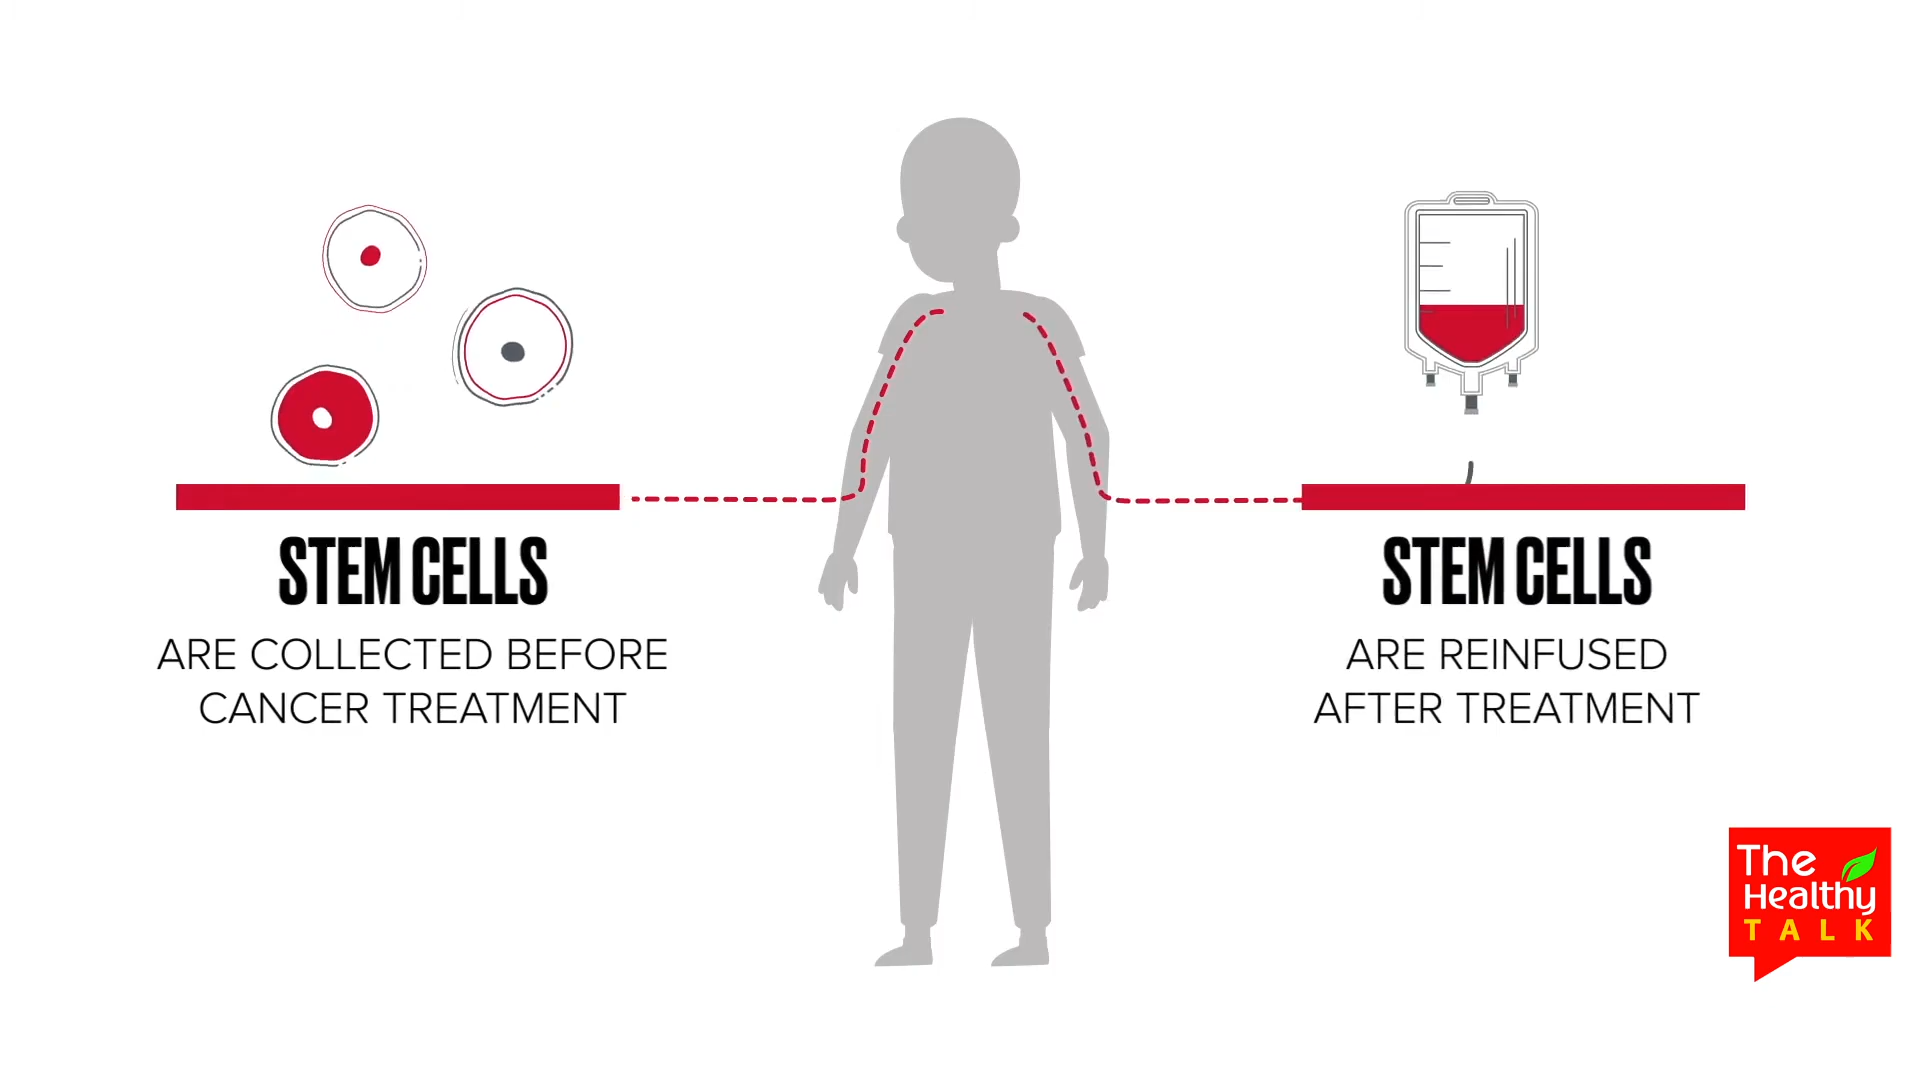 STEM CELLS
ARE COLLECTED BEFORE
CANCER TREATMENT
STEM CELLS
ARE REINFUSED
AFTER TREATMENT
The
Healthy
TALK